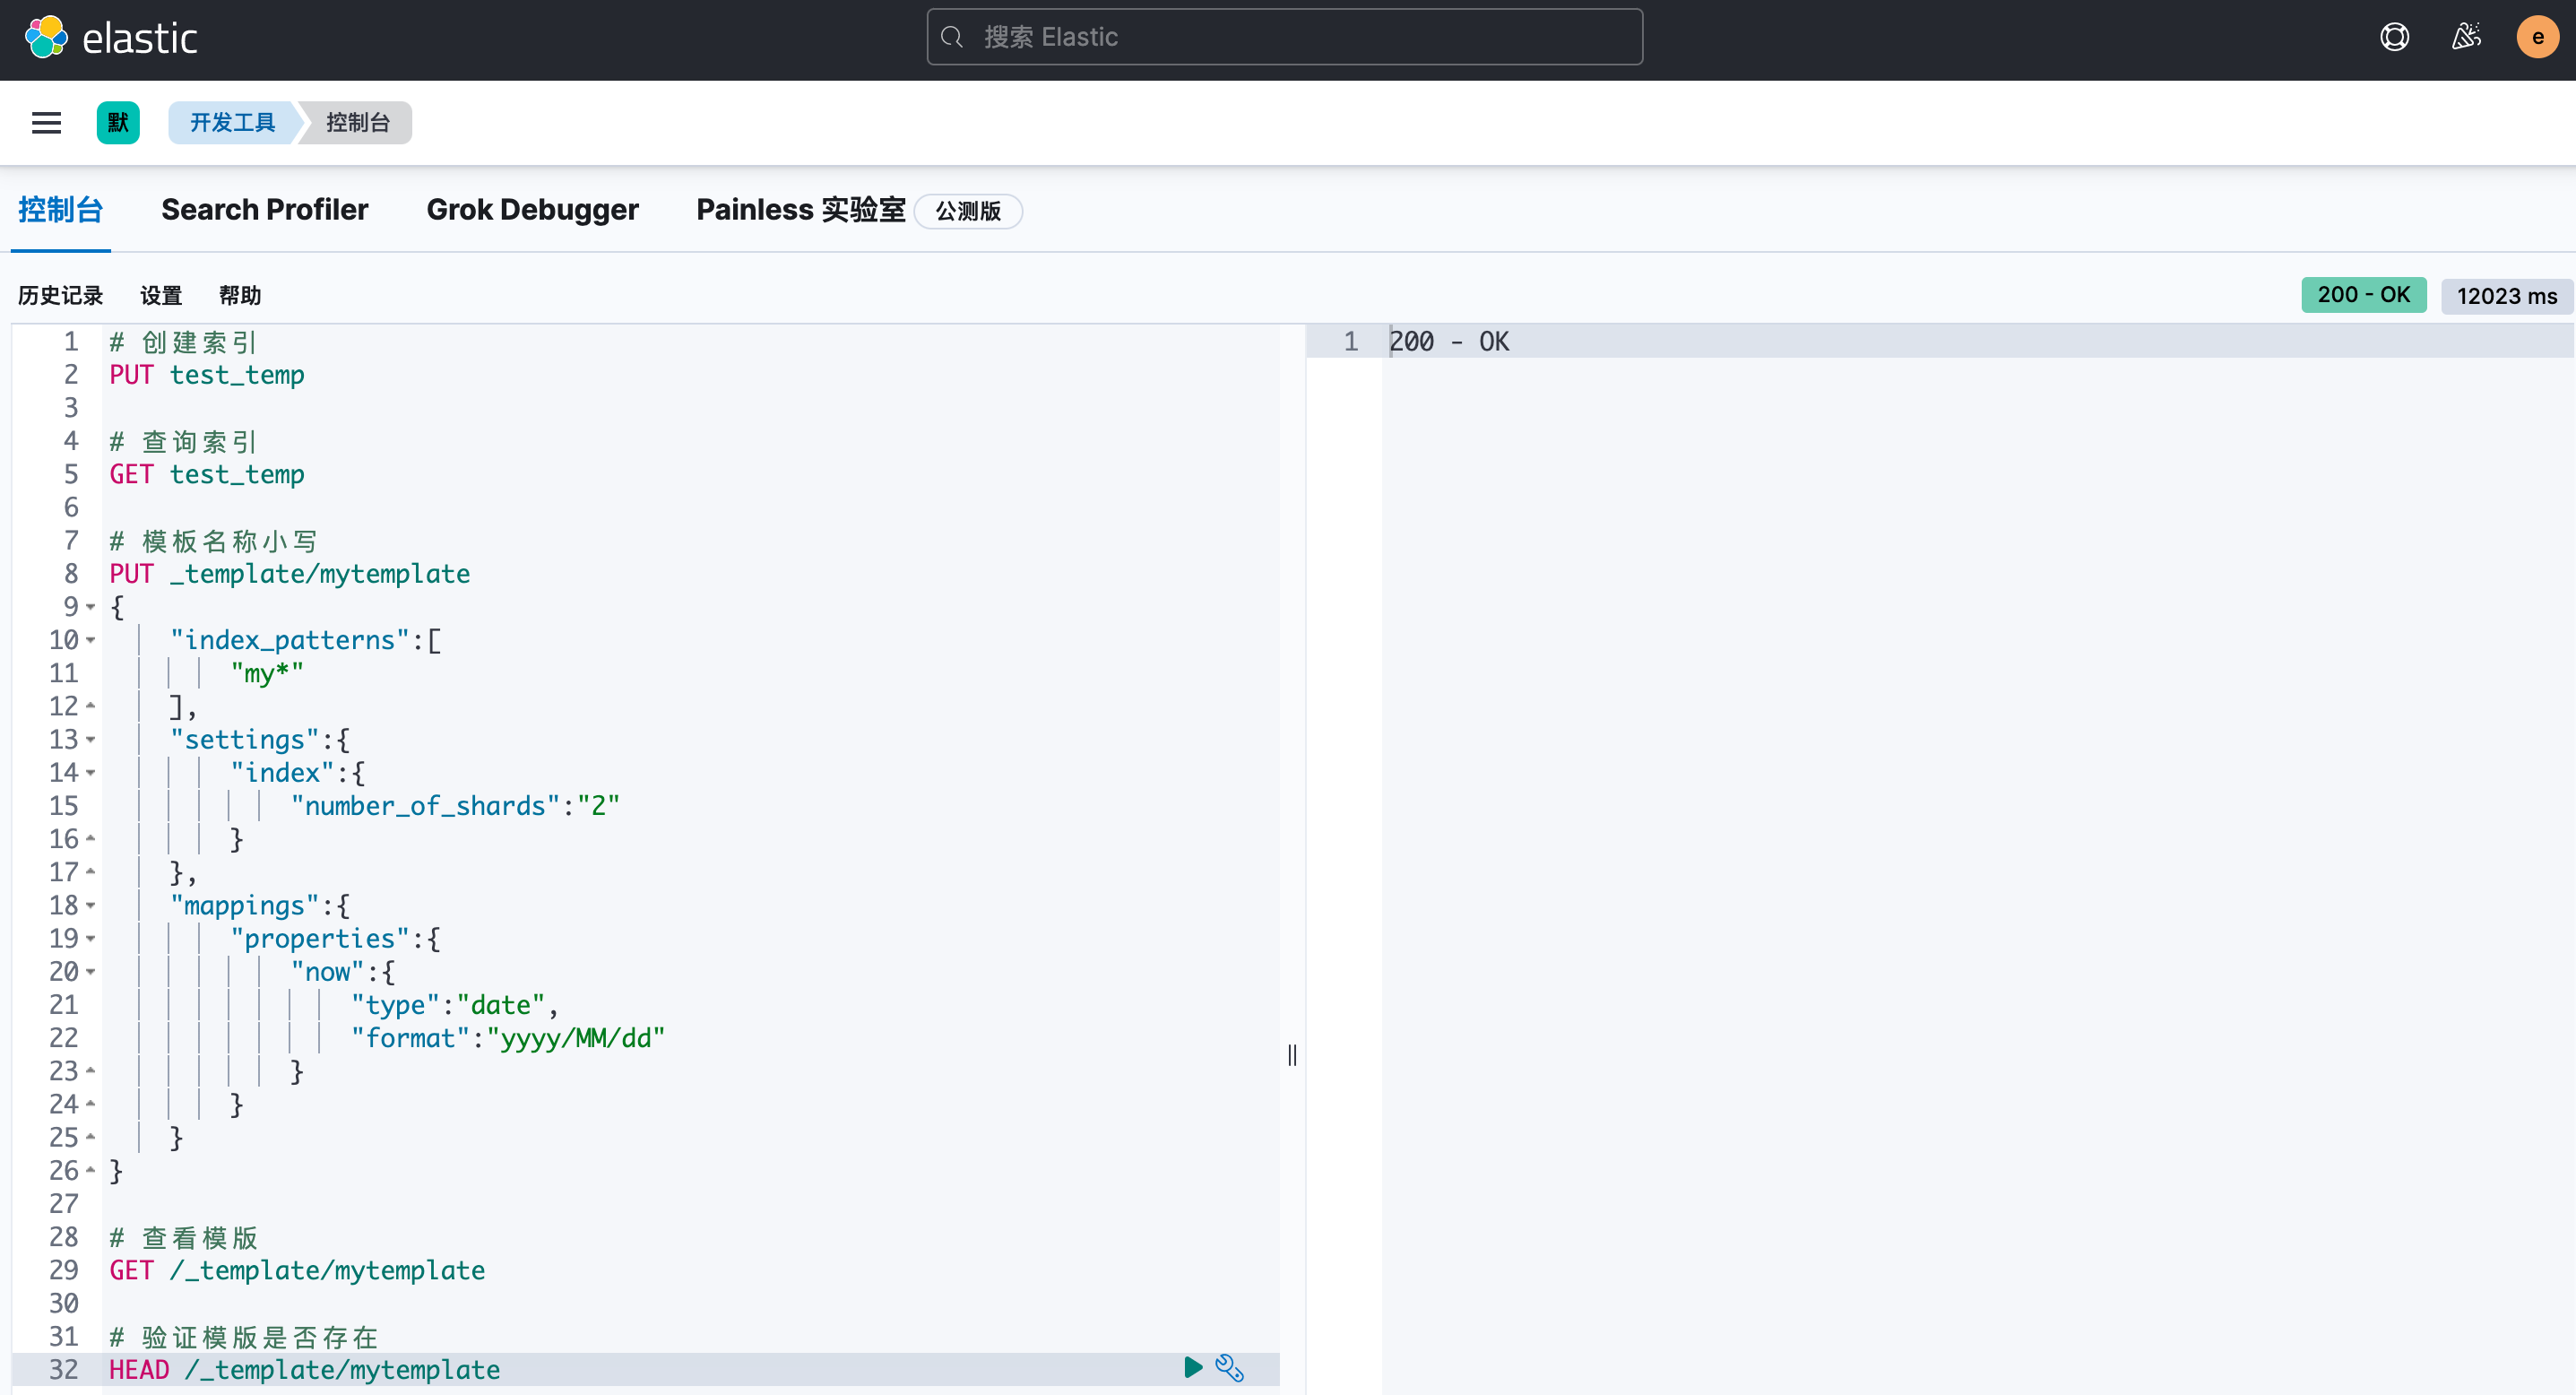 elastic
搜索 Elastic
e
默
开发工具
控制台
控制台
Search Profiler
Grok Debugger
Painless 实验室
公测版
历史记录
设置
帮助
200 - OK
12023 ms
1 # 创建索引
2 PUT test_temp
3
4 # 查询索引
5 GET test_temp
6
7 # 模板名称小写
8 PUT _template/mytemplate
9 {
10     "index_patterns":[
11         "my*"
12     ],
13     "settings":{
14         "index":{
15             "number_of_shards":"2"
16         }
17     },
18     "mappings":{
19         "properties":{
20             "now":{
21                 "type":"date",
22                 "format":"yyyy/MM/dd"
23             }
24         }
25     }
26 }
27
28 # 查看模版
29 GET /_template/mytemplate
30
31 # 验证模版是否存在
32 HEAD /_template/mytemplate
1 200 - OK